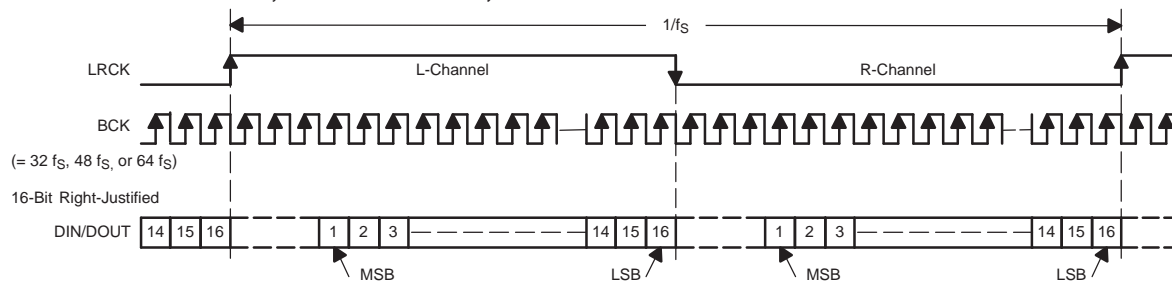 1/fS
LRCK L-Channel R-Channel
BCK
(= 32 fS, 48 fS, or 64 fS)
16-Bit Right-Justified
DIN/DOUT 14 15 16 1 2 3 14 15 16 1 2 3 14 15 16
MSB LSB MSB LSB